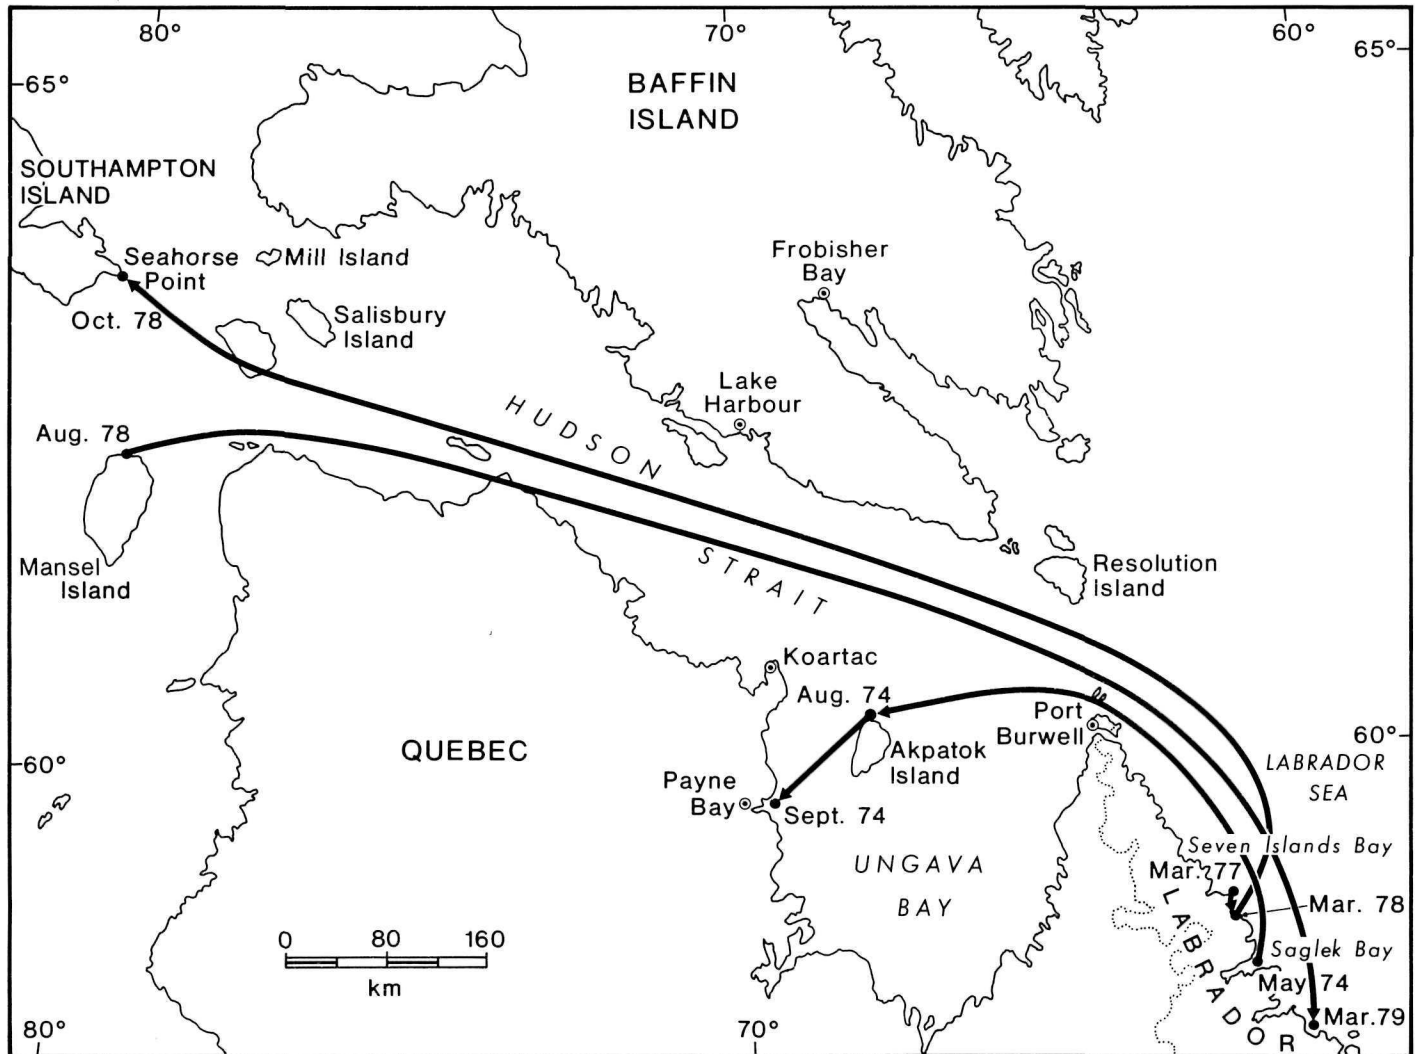 80°
70°
60°
65°
65°
BAFFIN
ISLAND
SOUTHAMPTON
ISLAND
Seahorse
Point
Mill Island
Frobisher
Bay
Oct. 78
Salisbury
Island
Lake
Harbour
HUDSON
Aug. 78
STRAIT
Mansel
Island
Resolution
Island
Koartac
Aug. 74
Port
Burwell
QUEBEC
Akpatok
Island
60°
60°
LABRADOR
SEA
Payne
Bay
Sept. 74
UNGAVA
BAY
Seven Islands Bay
Mar. 77
Mar. 78
LABRADOR
Saglek Bay
May 74
Mar.79
0 80 160
km
80°
70°